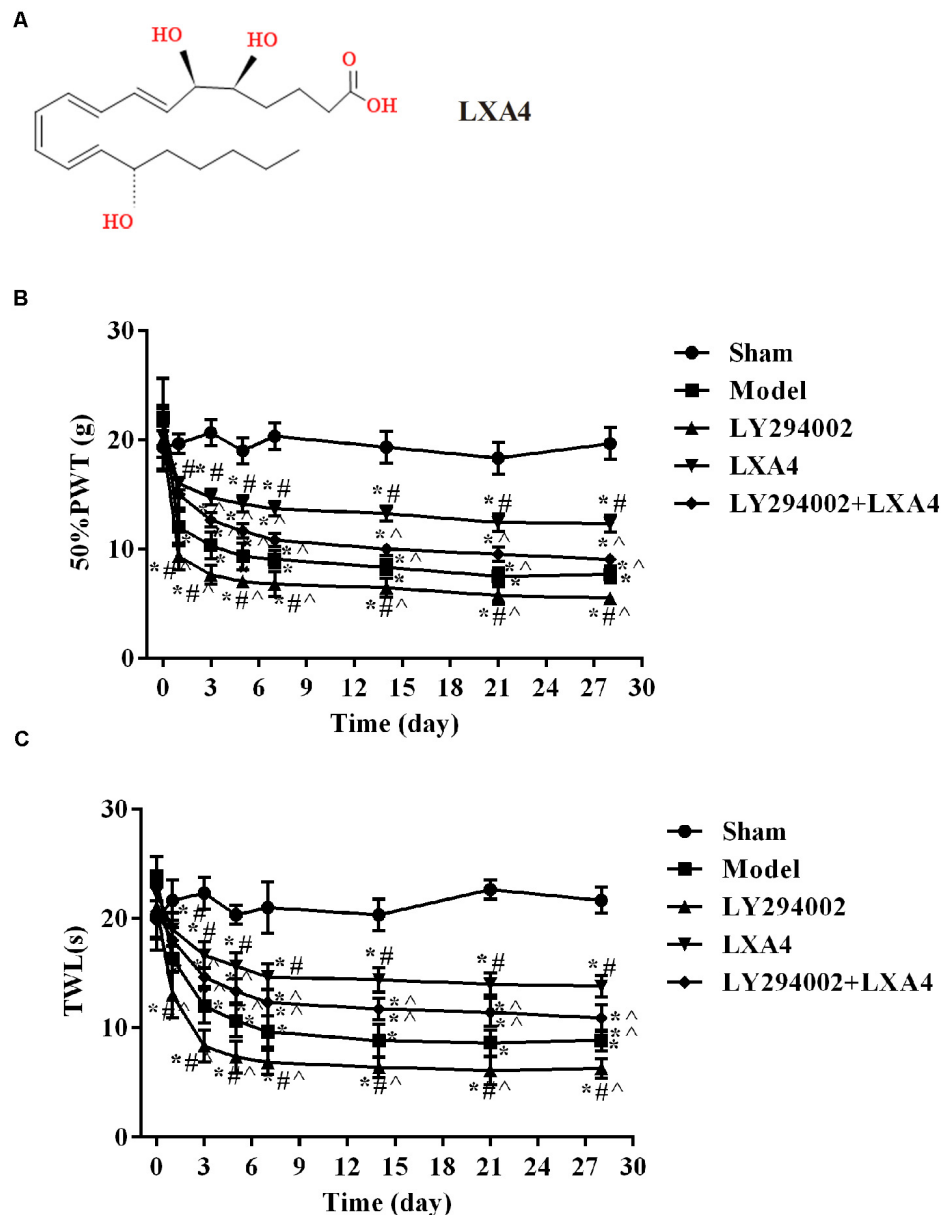 A
HO
HO
O
OH
LXA4
HO
B
30
20
10
0
50%PWT (g)
*#
*#
*#
*#
*#
*#
*#
*^
*^
*^
*^
*^
*^
*#^
*#^
*#^
*#^
*#^
*#^
*#^
0 3 6 9 12 15 18 21 24 27 30
Time (day)
Sham
Model
LY294002
LXA4
LY294002+LXA4
C
30
20
10
0
TWL(s)
*#
*#
*#
*#
*#
*#
*#
*^
*^
*^
*^
*^
*^
*#^
*#^
*#^
*#^
*#^
*#^
*#^
0 3 6 9 12 15 18 21 24 27 30
Time (day)
Sham
Model
LY294002
LXA4
LY294002+LXA4